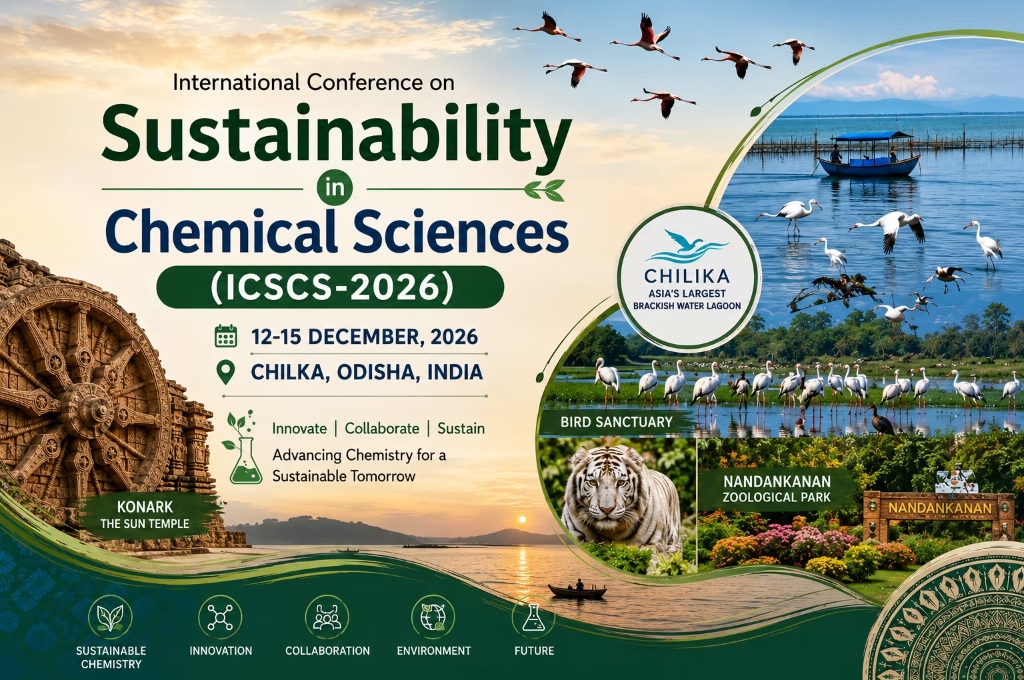 International Conference on
Sustainability
in
Chemical Sciences
(ICSCS-2026)
12-15 DECEMBER, 2026
CHILKA, ODISHA, INDIA
Innovate | Collaborate | Sustain
Advancing Chemistry for a
Sustainable Tomorrow
KONARK
THE SUN TEMPLE
CHILIKA
ASIA'S LARGEST
BRACKISH WATER LAGOON
BIRD SANCTUARY
NANDANKANAN
ZOOLOGICAL PARK
NANDANKANAN
SUSTAINABLE
CHEMISTRY
INNOVATION
COLLABORATION
ENVIRONMENT
FUTURE